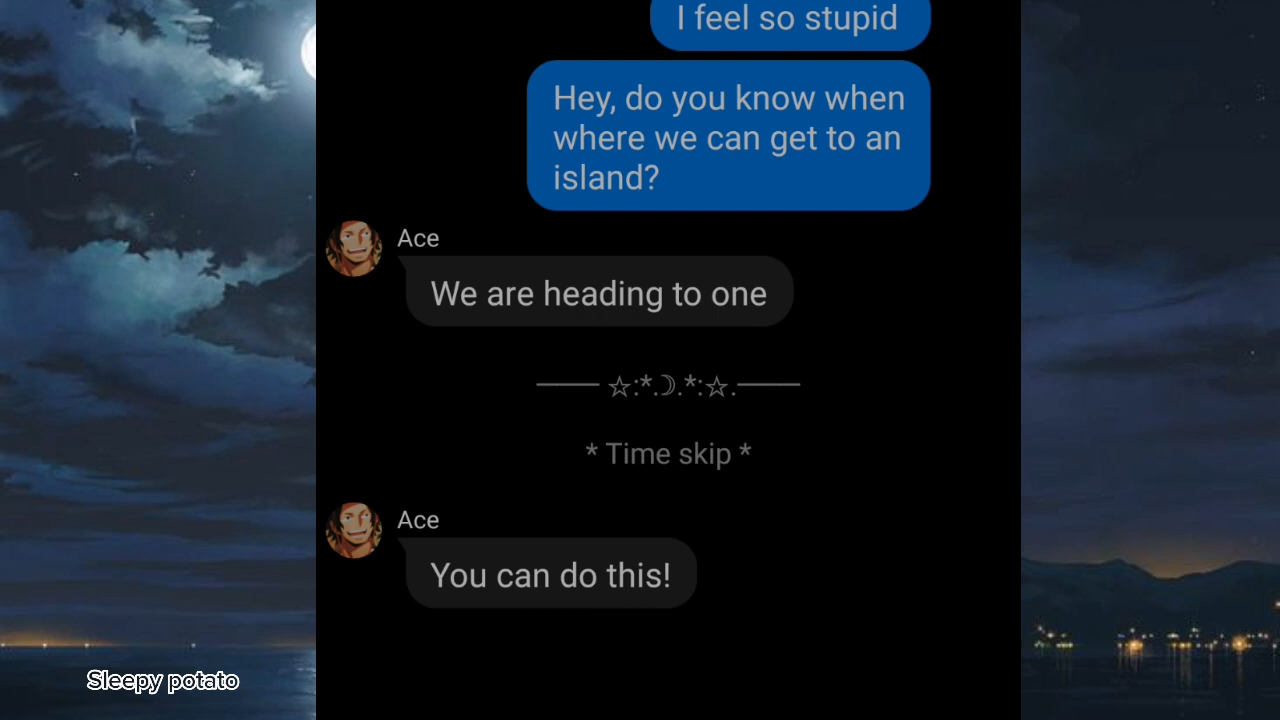 I feel so stupid
Hey, do you know when
where we can get to an
island?
Ace
We are heading to one
─── ☆:*.☽.*:☆. ───
* Time skip *
Ace
You can do this!
Sleepy potato